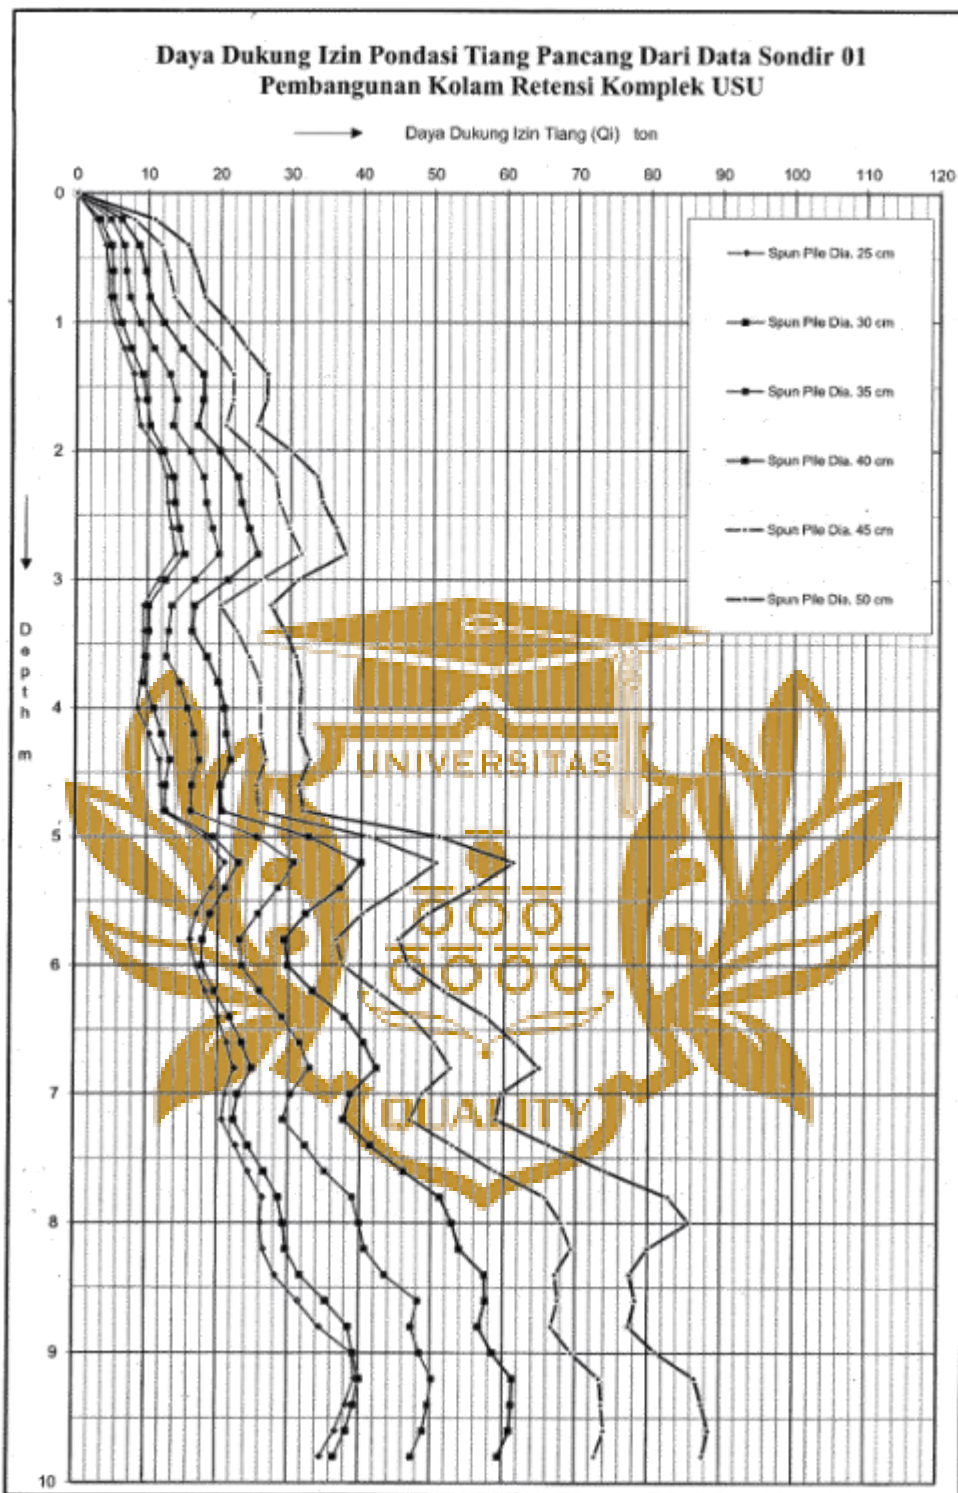 Daya Dukung Izin Pondasi Tiang Pancang Dari Data Sondir 01
Pembangunan Kolam Retensi Komplek USU
Daya Dukung Izin Tiang (Qi) ton
0 10 20 30 40 50 60 70 80 90 100 110 120
0
1
2
3
4
5
6
7
8
9
10
Depth m
Spun Pile Dia. 25 cm
Spun Pile Dia. 30 cm
Spun Pile Dia. 35 cm
Spun Pile Dia. 40 cm
Spun Pile Dia. 45 cm
Spun Pile Dia. 50 cm
UNIVERSITAS
QUALITY